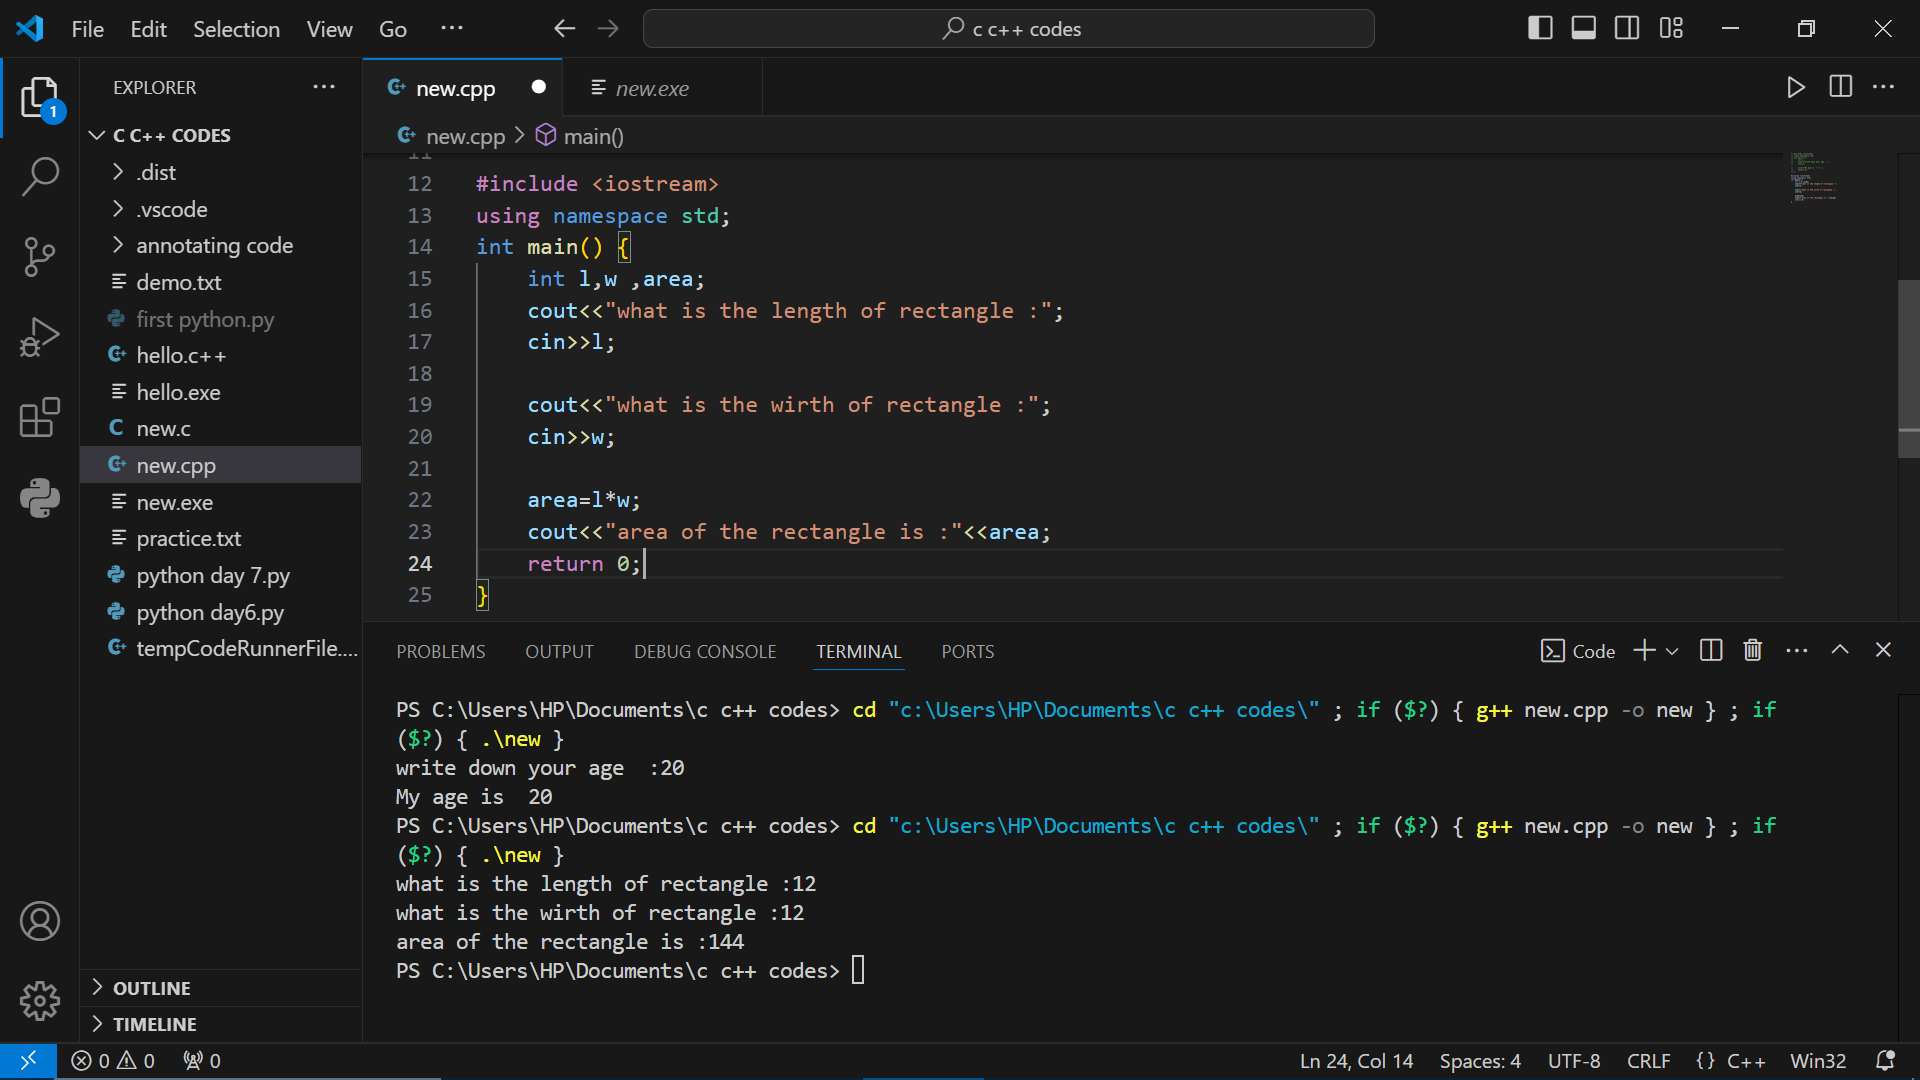 File Edit Selection View Go ···
c c++ codes
EXPLORER
1
C C++ CODES
.dist
.vscode
annotating code
demo.txt
first python.py
hello.c++
hello.exe
new.c
new.cpp
new.exe
practice.txt
python day 7.py
python day6.py
tempCodeRunnerFile....
OUTLINE
TIMELINE
new.cpp
new.exe
new.cpp > main()
11
12 #include <iostream>
13 using namespace std;
14 int main() {
15 int l,w ,area;
16 cout<<"what is the length of rectangle :";
17 cin>>l;
18
19 cout<<"what is the wirth of rectangle :";
20 cin>>w;
21
22 area=l*w;
23 cout<<"area of the rectangle is :"<<area;
24 return 0;
25 }
PROBLEMS OUTPUT DEBUG CONSOLE TERMINAL PORTS
Code
PS C:\Users\HP\Documents\c c++ codes> cd "c:\Users\HP\Documents\c c++ codes\" ; if ($?) { g++ new.cpp -o new } ; if
($?) { .\new }
write down your age  :20
My age is  20
PS C:\Users\HP\Documents\c c++ codes> cd "c:\Users\HP\Documents\c c++ codes\" ; if ($?) { g++ new.cpp -o new } ; if
($?) { .\new }
what is the length of rectangle :12
what is the wirth of rectangle :12
area of the rectangle is :144
PS C:\Users\HP\Documents\c c++ codes>
0 0 0
Ln 24, Col 14 Spaces: 4 UTF-8 CRLF {} C++ Win32